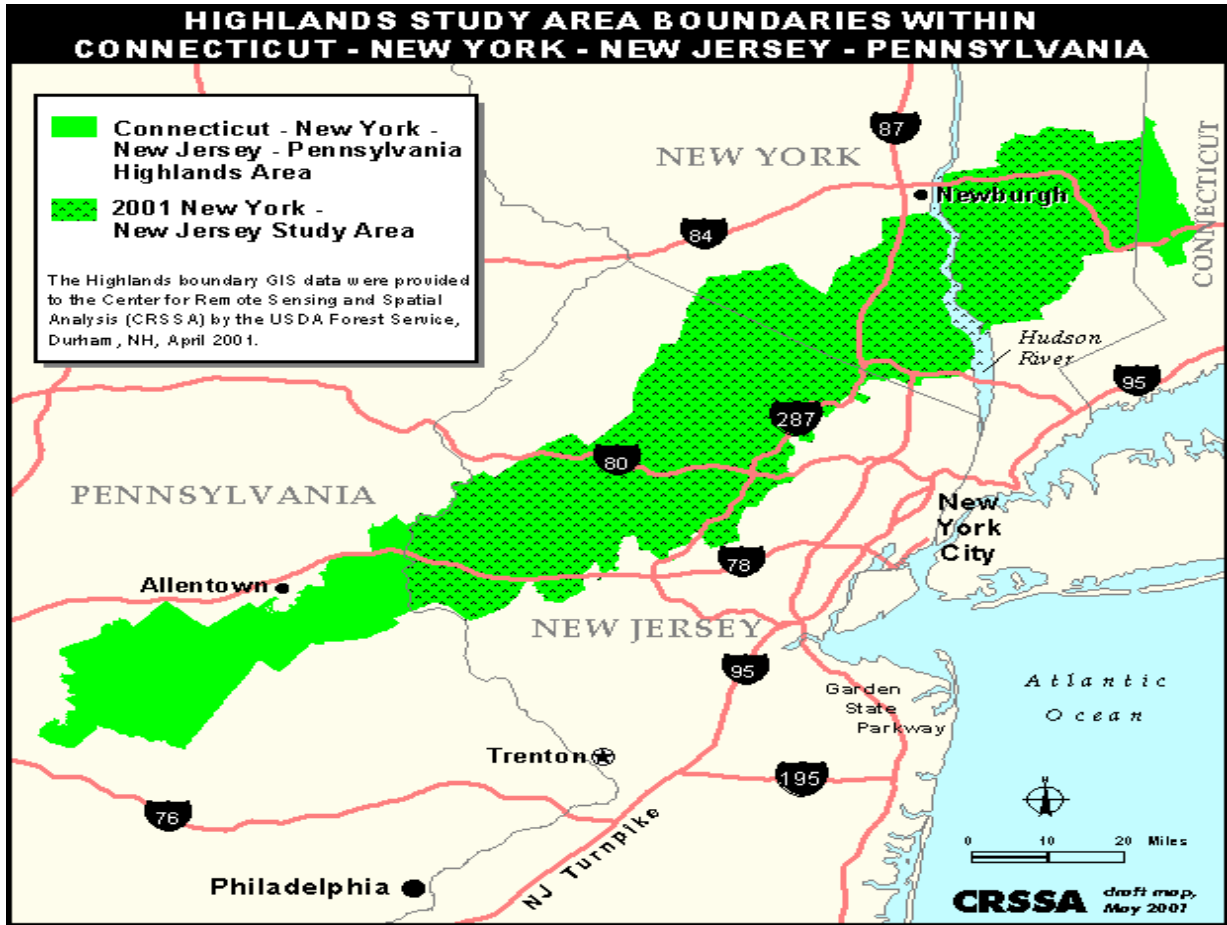 HIGHLANDS STUDY AREA BOUNDARIES WITHIN
CONNECTICUT - NEW YORK - NEW JERSEY - PENNSYLVANIA
Connecticut - New York -
New Jersey - Pennsylvania
Highlands Area
2001 New York -
New Jersey Study Area
The Highlands boundary GIS data were provided
to the Center for Remote Sensing and Spatial
Analysis (CRSSA) by the USDA Forest Service,
Durham, NH, April 2001.
87
NEW YORK
CONNECTICUT
Newburgh
84
Hudson
River
95
287
80
PENNSYLVANIA
New
York
City
78
Allentown
NEW JERSEY
95
Garden
State
Parkway
Atlantic
Ocean
Trenton
195
76
NJ Turnpike
N
0 10 20 Miles
Philadelphia
CRSSA
draft map,
May 2007